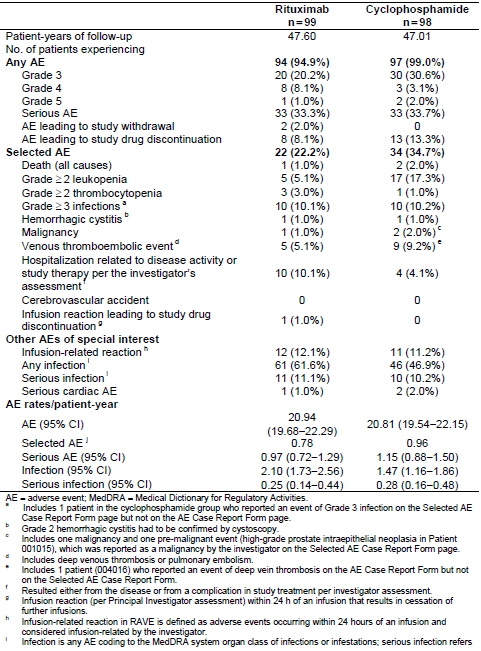 Rituximab Cyclophosphamide
n=99 n=98
Patient-years of follow-up 47.60 47.01
No. of patients experiencing
Any AE 94 (94.9%) 97 (99.0%)
Grade 3 20 (20.2%) 30 (30.6%)
Grade 4 8 (8.1%) 3 (3.1%)
Grade 5 1 (1.0%) 2 (2.0%)
Serious AE 33 (33.3%) 33 (33.7%)
AE leading to study withdrawal 2 (2.0%) 0
AE leading to study drug discontinuation 8 (8.1%) 13 (13.3%)
Selected AE 22 (22.2%) 34 (34.7%)
Death (all causes) 1 (1.0%) 2 (2.0%)
Grade ≥2 leukopenia 5 (5.1%) 17 (17.3%)
Grade ≥2 thrombocytopenia 3 (3.0%) 1 (1.0%)
Grade ≥3 infections a 10 (10.1%) 10 (10.2%)
Hemorrhagic cystitis b 1 (1.0%) 1 (1.0%)
Malignancy 1 (1.0%) 2 (2.0%) c
Venous thromboembolic event d 5 (5.1%) 9 (9.2%) e
Hospitalization related to disease activity or
study therapy per the investigator's 10 (10.1%) 4 (4.1%)
assessment f
Cerebrovascular accident 0 0
Infusion reaction leading to study drug
discontinuation g 1 (1.0%) 0
Other AEs of special interest
Infusion-related reaction h 12 (12.1%) 11 (11.2%)
Any infection i 61 (61.6%) 46 (46.9%)
Serious infection i 11 (11.1%) 10 (10.2%)
Serious cardiac AE 1 (1.0%) 2 (2.0%)
AE rates/patient-year
AE (95% CI) 20.94 20.81 (19.54–22.15)
(19.68–22.29)
Selected AE j 0.78 0.96
Serious AE (95% CI) 0.97 (0.72–1.29) 1.15 (0.88–1.50)
Infection (95% CI) 2.10 (1.73–2.56) 1.47 (1.16–1.86)
Serious infection (95% CI) 0.25 (0.14–0.44) 0.28 (0.16–0.48)
AE = adverse event; MedDRA = Medical Dictionary for Regulatory Activities.
a Includes 1 patient in the cyclophosphamide group who reported an event of Grade 3 infection on the Selected AE
Case Report Form page but not on the AE Case Report Form page.
b Grade 2 hemorrhagic cystitis had to be confirmed by cystoscopy.
c Includes one malignancy and one pre-malignant event (high-grade prostate intraepithelial neoplasia in Patient
001015), which was reported as a malignancy by the investigator on the Selected AE Case Report Form page.
d Includes deep venous thrombosis or pulmonary embolism.
e Includes 1 patient (004016) who reported an event of deep vein thrombosis on the AE Case Report Form but not
on the Selected AE Case Report Form.
f Resulted either from the disease or from a complication in study treatment per investigator assessment.
g Infusion reaction (per Principal Investigator assessment) within 24 h of an infusion that results in cessation of
further infusions.
h Infusion-related reaction in RAVE is defined as adverse events occurring within 24 hours of an infusion and
considered infusion-related by the investigator.
i Infection is any AE coding to the MedDRA system organ class of infections or infestations; serious infection refers